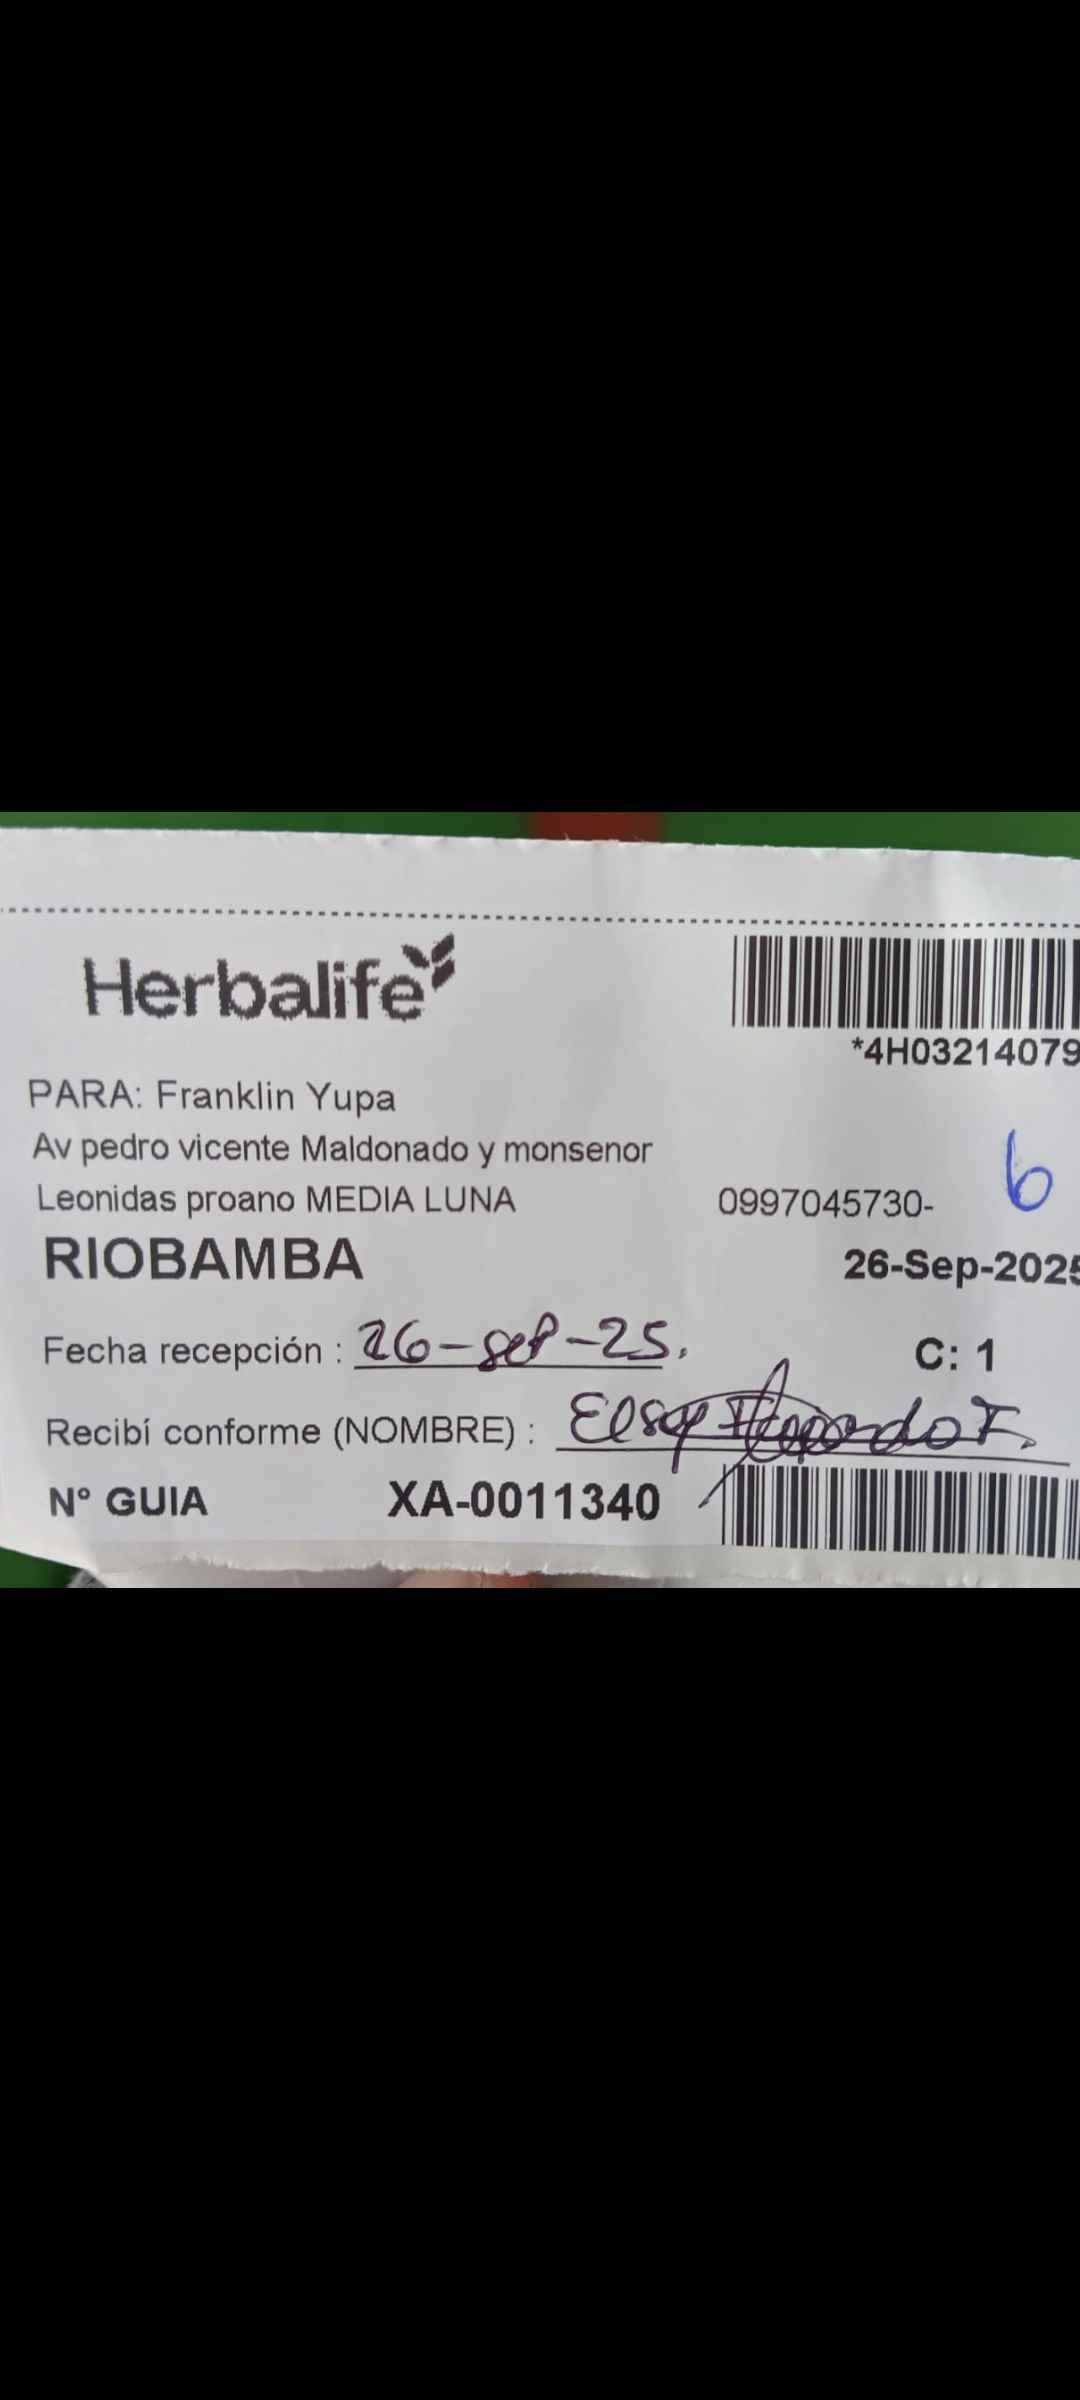 Herbalife
*4H03214079
PARA: Franklin Yupa
Av pedro vicente Maldonado y monsenor
6
Leonidas proano MEDIA LUNA 0997045730-
RIOBAMBA 26-Sep-2025
Fecha recepción : 26-sep-25. C: 1
Recibí conforme (NOMBRE) : Elsy
N° GUIA XA-0011340